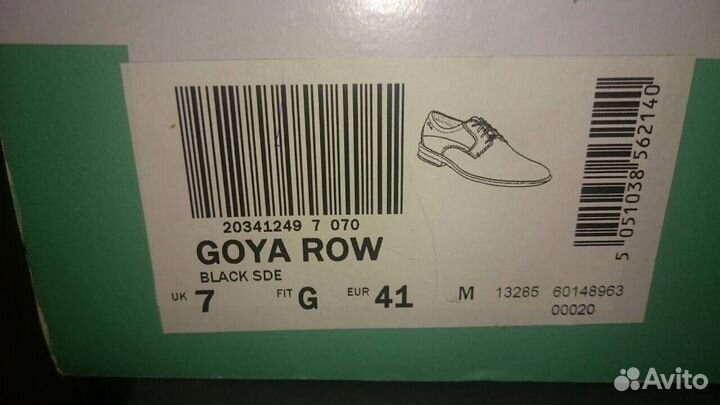 20341249 7 070
GOYA ROW
BLACK SDE
UK 7 FIT G EUR 41 M 13285 60148963
00020
5 051038 562140
Avito